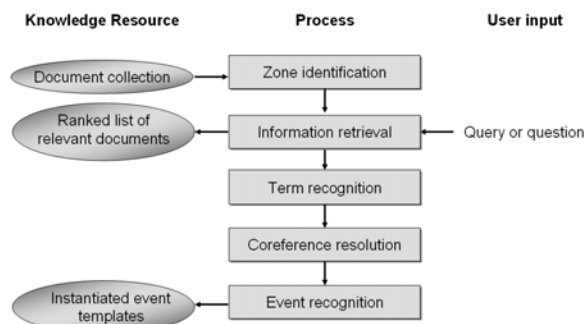 Knowledge Resource Process User input
Document collection Zone identification
Ranked list of
relevant documents
Information retrieval Query or question
Term recognition
Coreference resolution
Instantiated event
templates
Event recognition